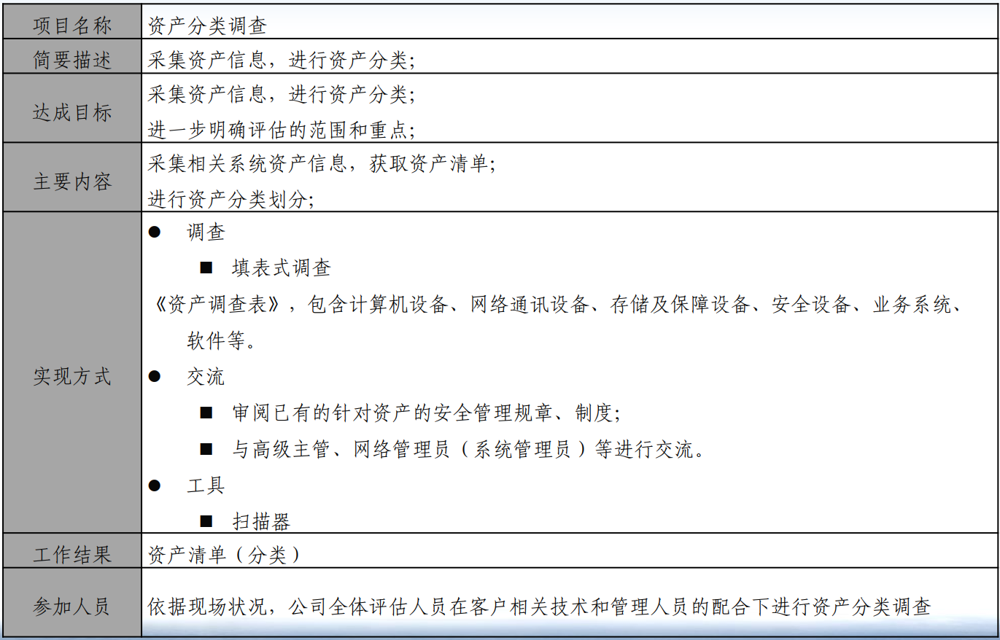 项目名称
资产分类调查
简要描述
采集资产信息，进行资产分类；
达成目标
采集资产信息，进行资产分类；
进一步明确评估的范围和重点；
主要内容
采集相关系统资产信息，获取资产清单；
进行资产分类划分；
实现方式
● 调查
■ 填表式调查
《资产调查表》，包含计算机设备、网络通讯设备、存储及保障设备、安全设备、业务系统、
软件等。
● 交流
■ 审阅已有的针对资产的安全管理规章、制度；
■ 与高级主管、网络管理员（系统管理员）等进行交流。
● 工具
■ 扫描器
工作结果
资产清单（分类）
参加人员
依据现场状况，公司全体评估人员在客户相关技术和管理人员的配合下进行资产分类调查